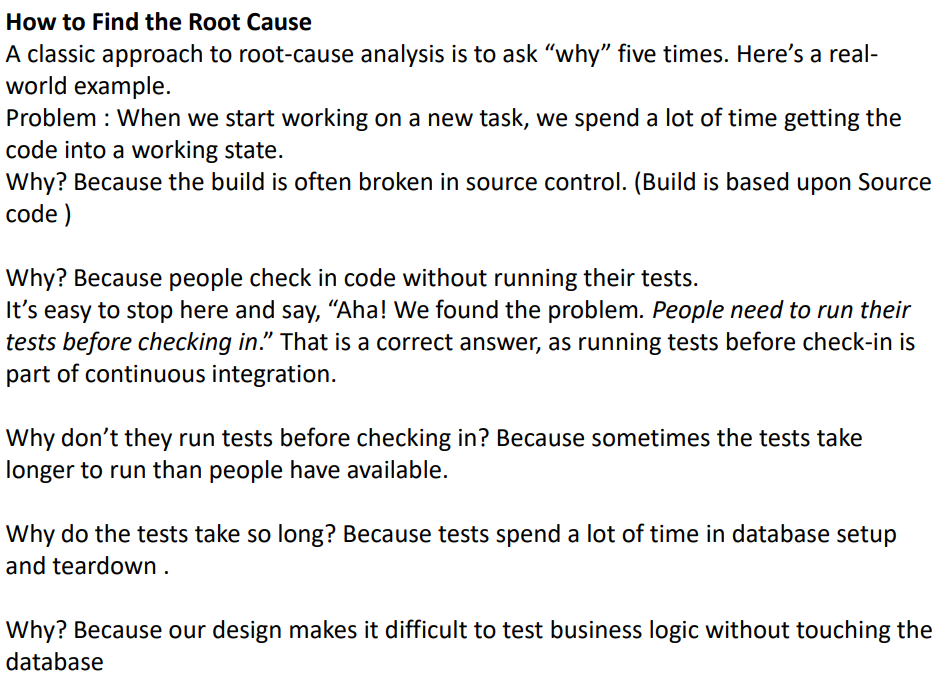 How to Find the Root Cause
A classic approach to root-cause analysis is to ask “why” five times. Here’s a real-
world example.
Problem : When we start working on a new task, we spend a lot of time getting the
code into a working state.
Why? Because the build is often broken in source control. (Build is based upon Source
code )
Why? Because people check in code without running their tests.
It’s easy to stop here and say, “Aha! We found the problem. People need to run their
tests before checking in.” That is a correct answer, as running tests before check-in is
part of continuous integration.
Why don’t they run tests before checking in? Because sometimes the tests take
longer to run than people have available.
Why do the tests take so long? Because tests spend a lot of time in database setup
and teardown .
Why? Because our design makes it difficult to test business logic without touching the
database